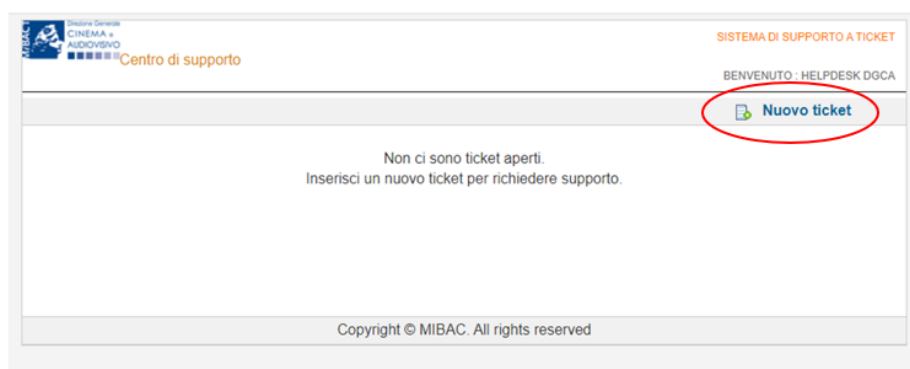 MIBACT
Direzione Generale
CINEMA e
AUDIOVISIVO
Centro di supporto
SISTEMA DI SUPPORTO A TICKET
BENVENUTO : HELPDESK DGCA
Nuovo ticket
Non ci sono ticket aperti.
Inserisci un nuovo ticket per richiedere supporto.
Copyright © MIBAC. All rights reserved